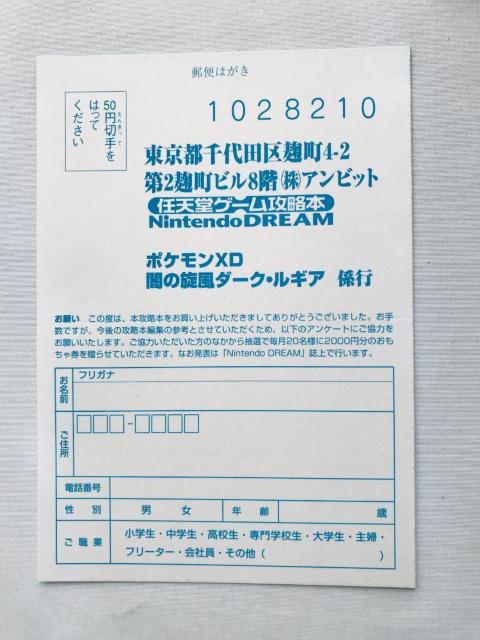 郵便はがき
50円切手を
えんきって
はって
ください
1028210
東京都千代田区麹町4-2
第2麹町ビル8階㈱アンビット
任天堂ゲーム攻略本
Nintendo DREAM
ポケモンXD
闇の旋風ダーク・ルギア 係行
お願い この度は、本攻略本をお買い上げいただきましてありがとうございました。お手
数ですが、今後の攻略本編集の参考とさせていただくため、以下のアンケートにご協力を
お願いいたします。ご協力いただいた方のなかから抽選で毎月20名様に2000円分のおも
ちゃ券を贈らせていただきます。なお発表は「Nintendo DREAM」誌上で行います。
お名前
フリガナ
ご住所
-
電話番号
性別 男 女 年齢 歳
ご職業
小学生・中学生・高校生・専門学校生・大学生・主婦・
フリーター・会社員・その他( )